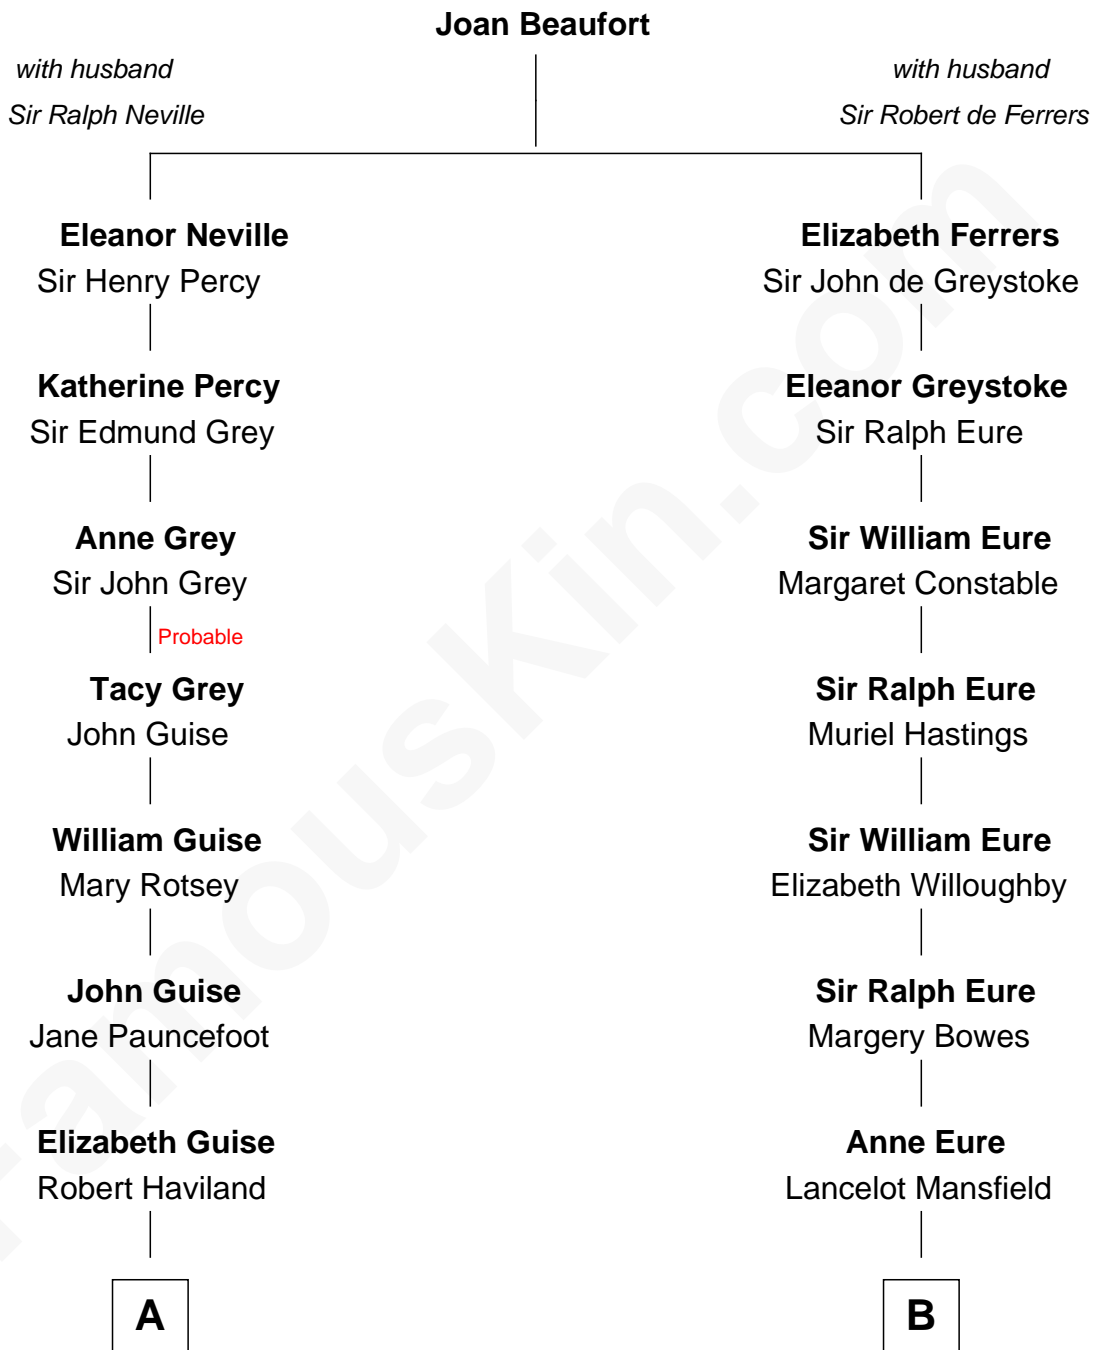 Joan Beaufort
with husband
Sir Ralph Neville
with husband
Sir Robert de Ferrers
Eleanor Neville
Sir Henry Percy
Katherine Percy
Sir Edmund Grey
Anne Grey
Sir John Grey
Probable
Tacy Grey
John Guise
William Guise
Mary Rotsey
John Guise
Jane Pauncefoot
Elizabeth Guise
Robert Haviland
A
Elizabeth Ferrers
Sir John de Greystoke
Eleanor Greystoke
Sir Ralph Eure
Sir William Eure
Margaret Constable
Sir Ralph Eure
Muriel Hastings
Sir William Eure
Elizabeth Willoughby
Sir Ralph Eure
Margery Bowes
Anne Eure
Lancelot Mansfield
B
FamousKin.com